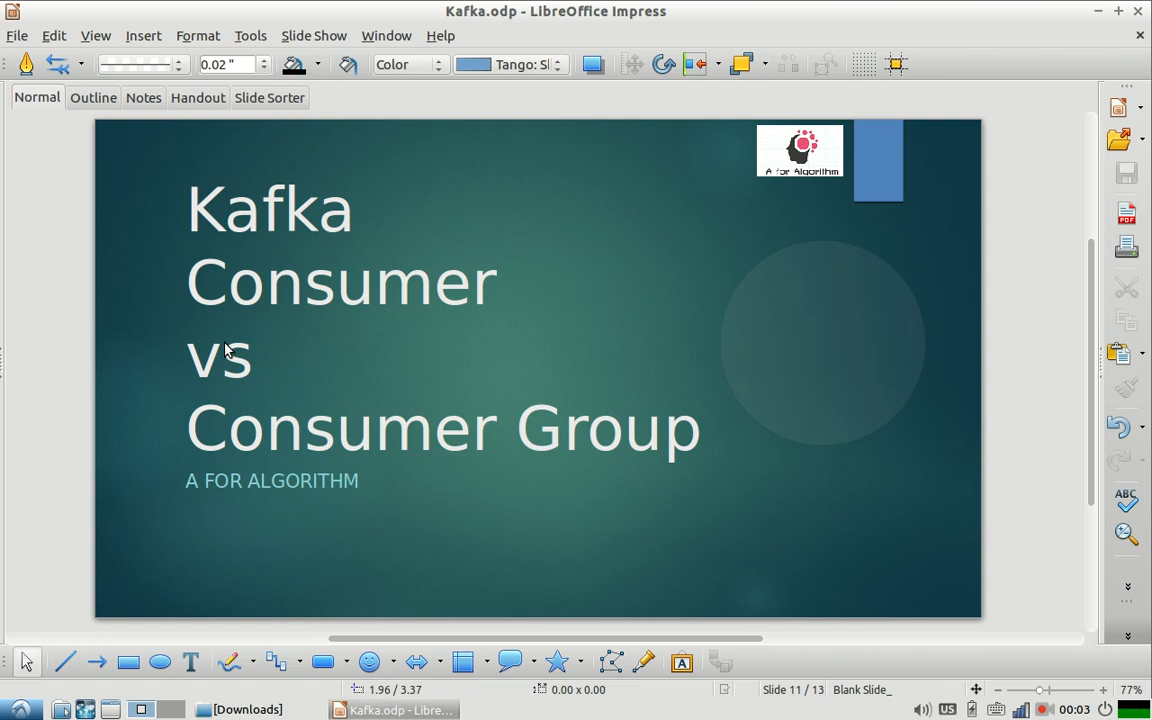 Kafka.odp - LibreOffice Impress
File Edit View Insert Format Tools Slide Show Window Help
0.02 " Color Tango: Sl
Normal Outline Notes Handout Slide Sorter
A for Algorithm
Kafka
Consumer
vs
Consumer Group
A FOR ALGORITHM
PDF
ABC
T
A
1.96 / 3.37 0.00 x 0.00 Slide 11 / 13 Blank Slide_ 77%
[Downloads] Kafka.odp - Libre... US 00:03